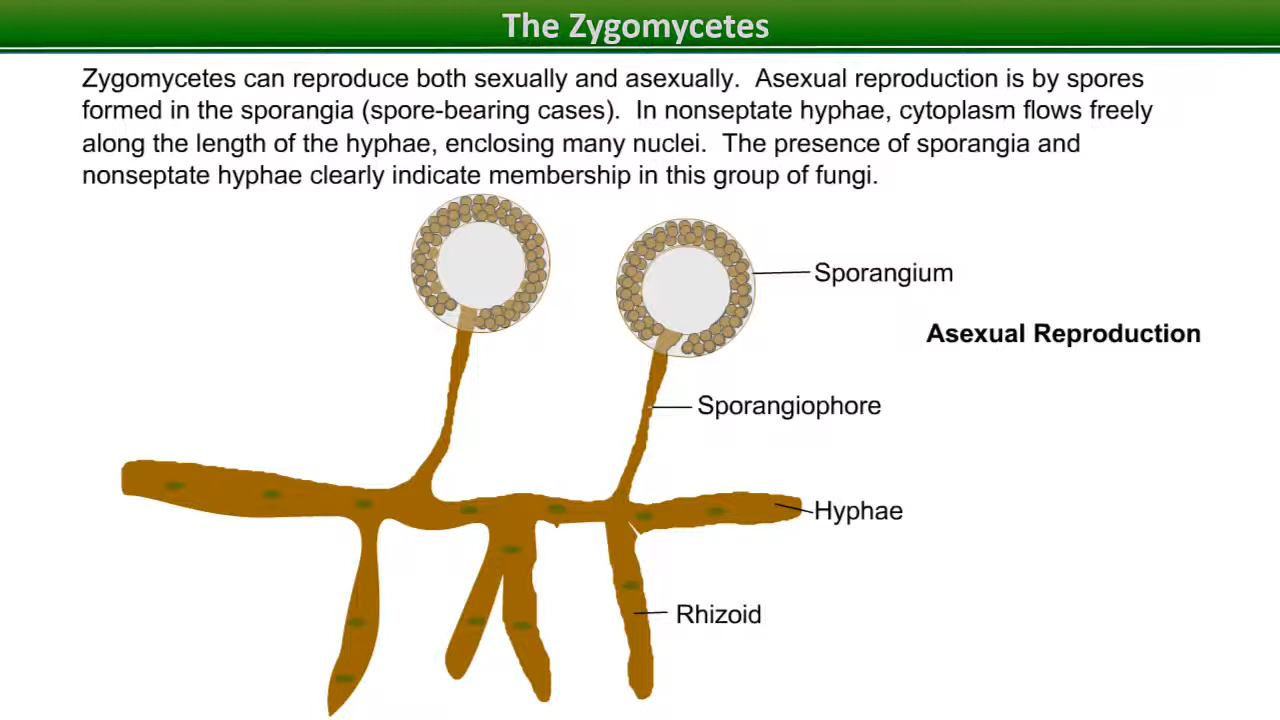 The Zygomycetes
Zygomycetes can reproduce both sexually and asexually.  Asexual reproduction is by spores
formed in the sporangia (spore-bearing cases).  In nonseptate hyphae, cytoplasm flows freely
along the length of the hyphae, enclosing many nuclei.  The presence of sporangia and
nonseptate hyphae clearly indicate membership in this group of fungi.
Sporangium
Asexual Reproduction
Sporangiophore
Hyphae
Rhizoid